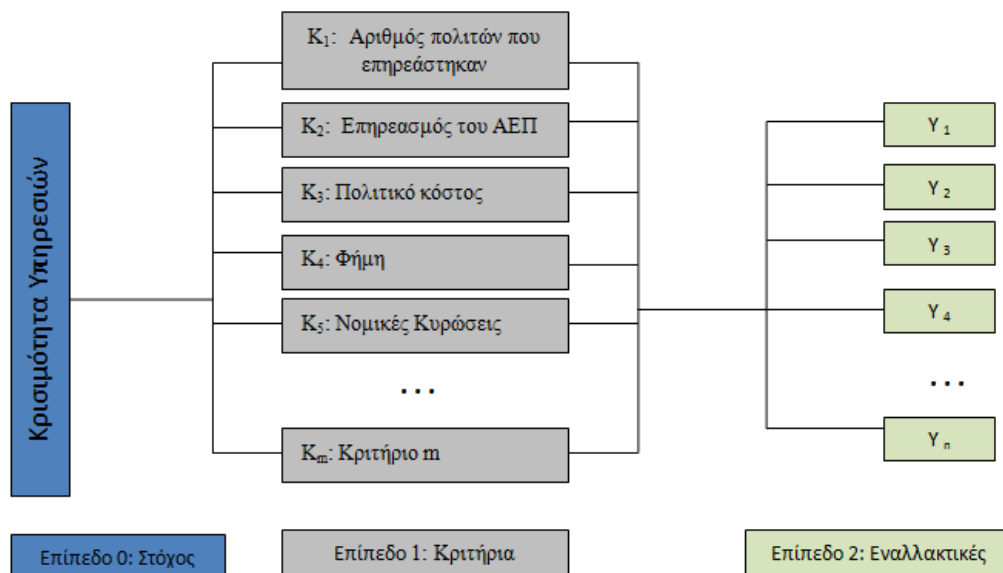 Κρισιμότητα Υπηρεσιών
K₁: Αριθμός πολιτών που
επηρεάστηκαν
K₂: Επηρεασμός του ΑΕΠ
K₃: Πολιτικό κόστος
K₄: Φήμη
K₅: Νομικές Κυρώσεις
...
Kₘ: Κριτήριο m
Υ ₁
Υ ₂
Υ ₃
Υ ₄
...
Υ ₙ
Επίπεδο 0: Στόχος
Επίπεδο 1: Κριτήρια
Επίπεδο 2: Εναλλακτικές